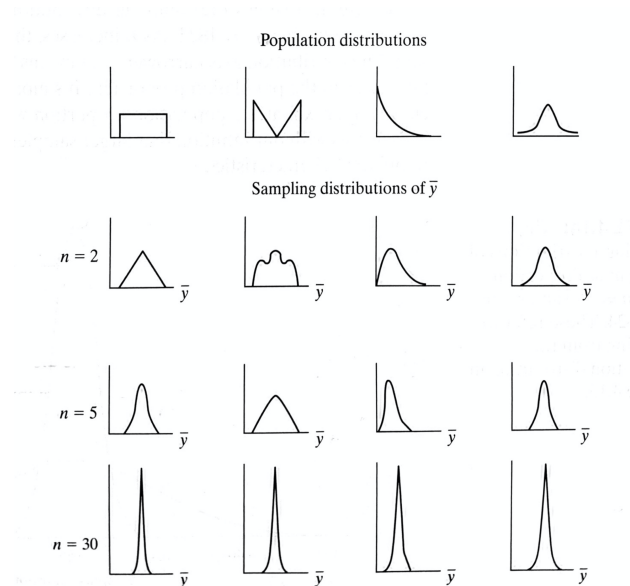 Population distributions
Sampling distributions of y̅
n = 2
y̅ y̅ y̅ y̅
n = 5
y̅ y̅ y̅ y̅
n = 30
y̅ y̅ y̅ y̅